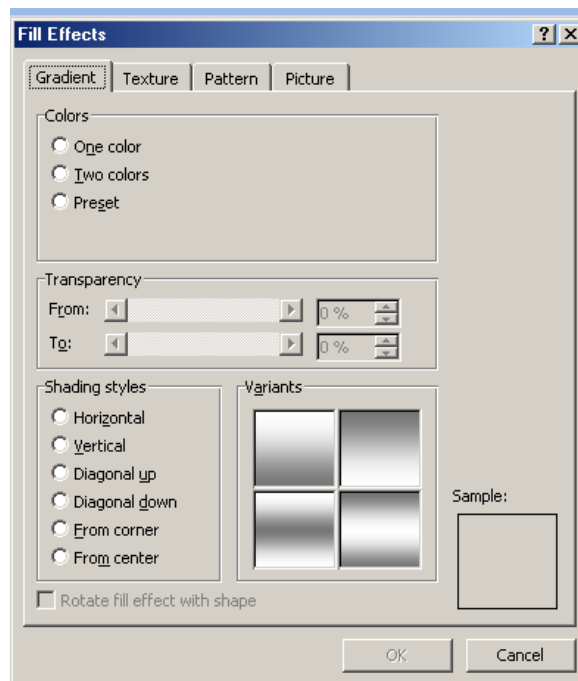 Fill Effects
Gradient Texture Pattern Picture
Colors
One color
Two colors
Preset
Transparency
From: 0 %
To: 0 %
Shading styles
Horizontal
Vertical
Diagonal up
Diagonal down
From corner
From center
Variants
Sample:
Rotate fill effect with shape
OK Cancel